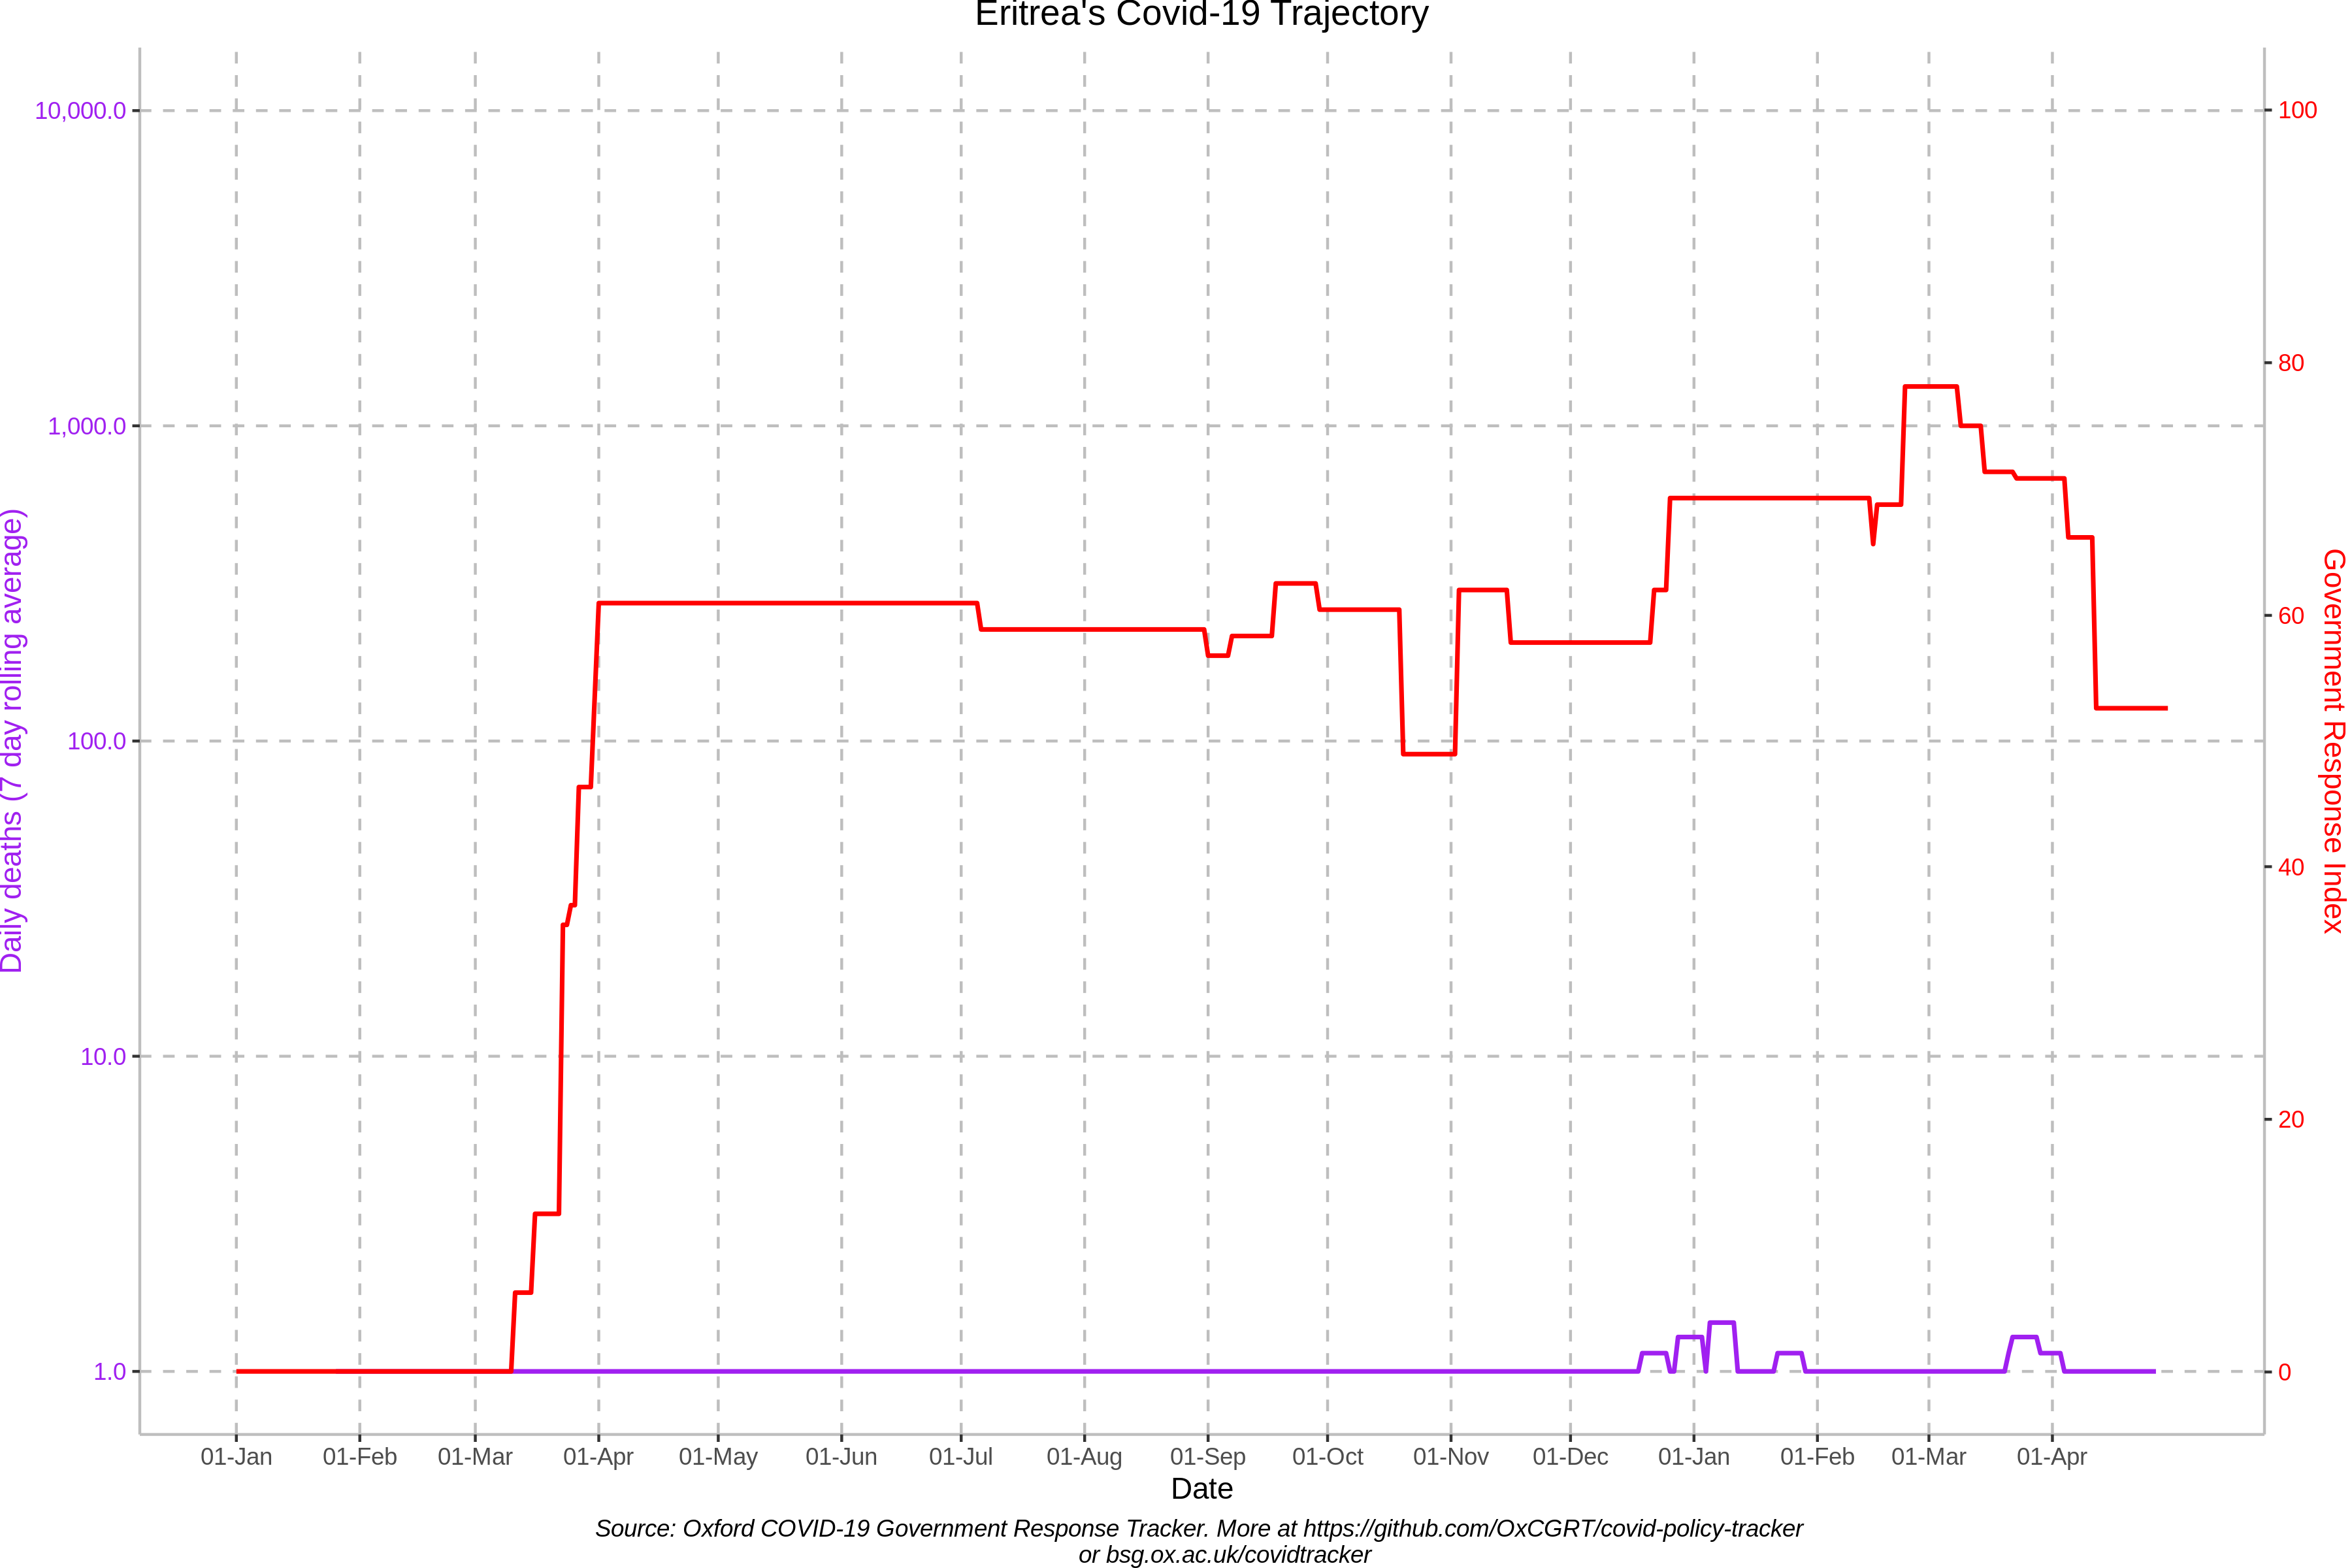 Eritrea's Covid-19 Trajectory
10,000.0
1,000.0
100.0
10.0
1.0
Daily deaths (7 day rolling average)
100
80
60
40
20
0
Government Response Index
01-Jan 01-Feb 01-Mar 01-Apr 01-May 01-Jun 01-Jul 01-Aug 01-Sep 01-Oct 01-Nov 01-Dec 01-Jan 01-Feb 01-Mar 01-Apr
Date
Source: Oxford COVID-19 Government Response Tracker. More at https://github.com/OxCGRT/covid-policy-tracker
or bsg.ox.ac.uk/covidtracker